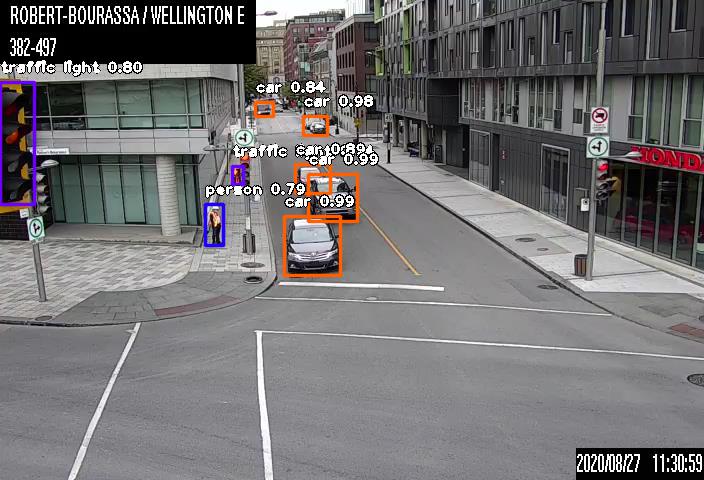 ROBERT-BOURASSA / WELLINGTON E
382-497
traffic light 0.80
car 0.84
car 0.98
traffic
car 0.99
person 0.79
car 0.99
HONDA
2020/08/27 11:30:59